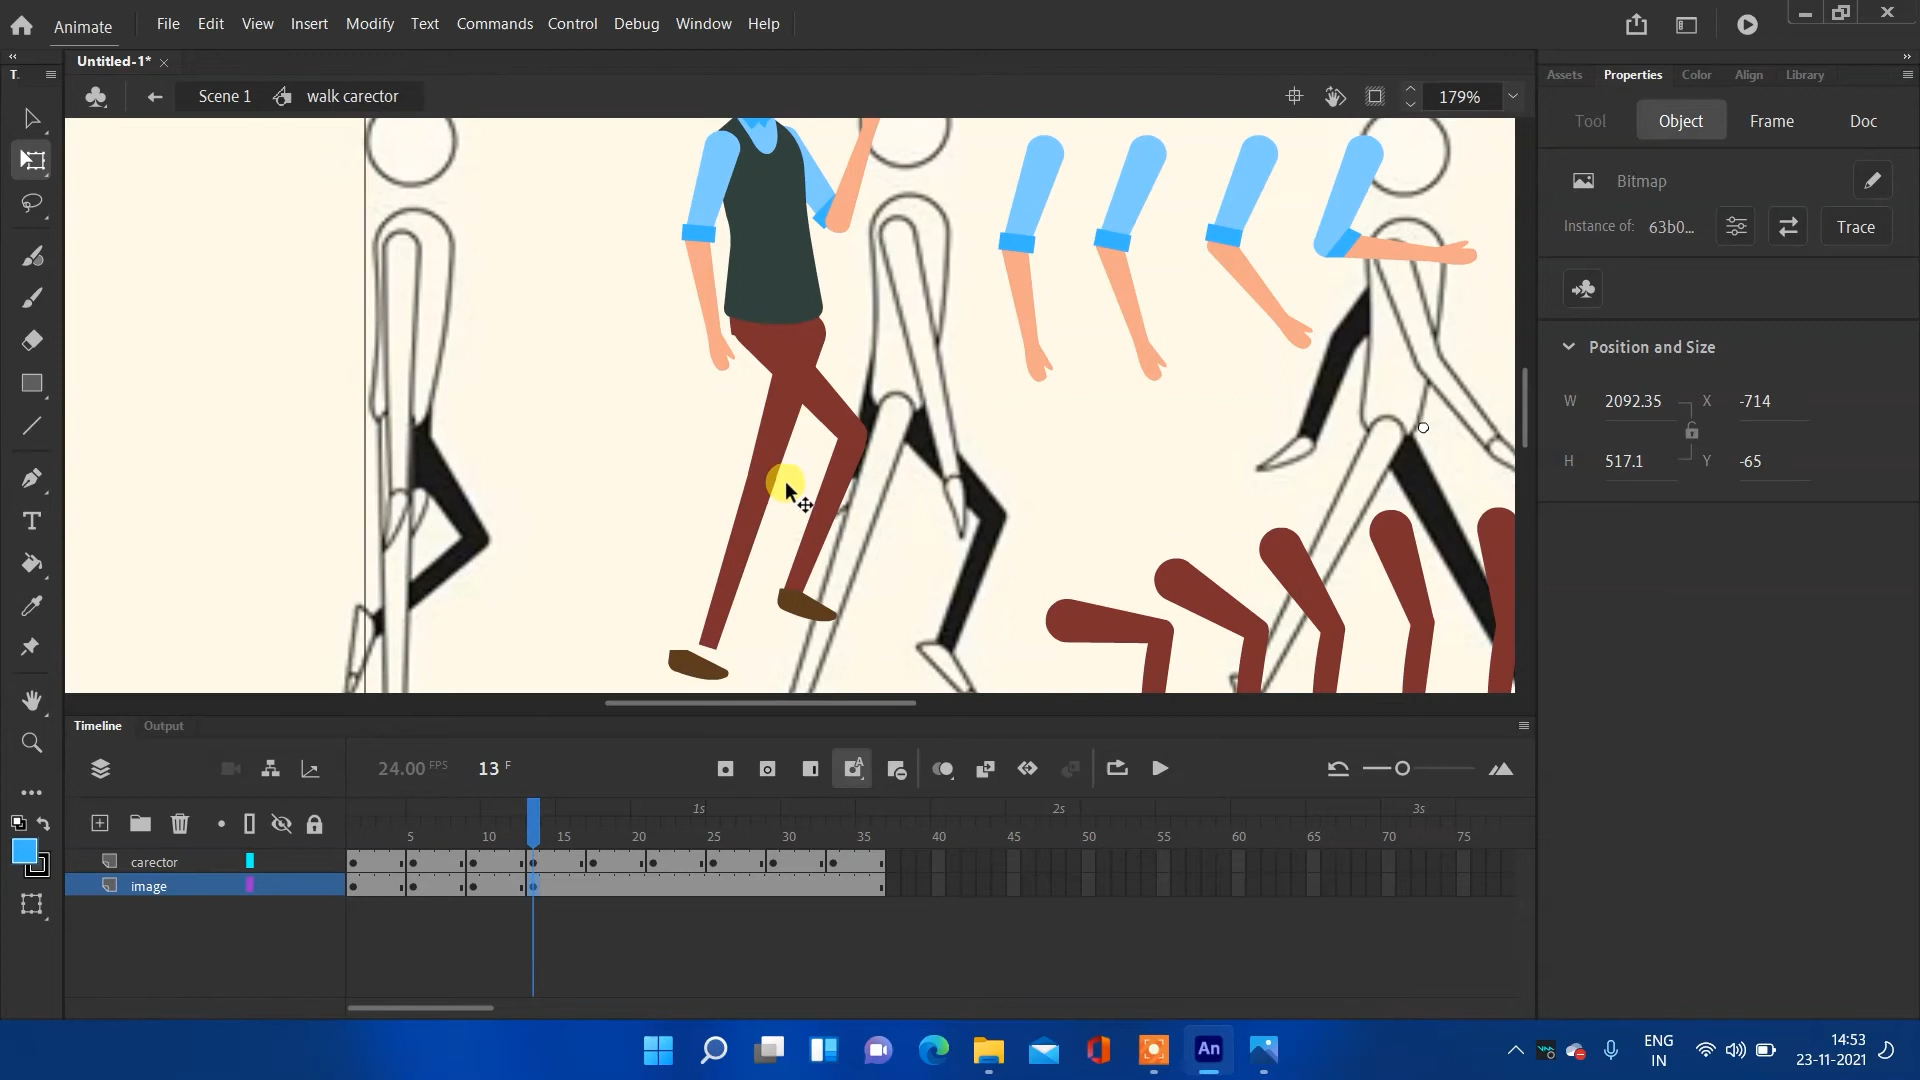 Animate
File Edit View Insert Modify Text Commands Control Debug Window Help
T.
Untitled-1*
Scene 1 walk carector
179%
Assets Properties Color Align Library
Tool Object Frame Doc
Bitmap
Instance of: 63b0... Trace
Position and Size
W 2092.35 X -714
H 517.1 Y -65
Timeline Output
24.00 FPS 13 F
1s 2s 3s
5 10 15 20 25 30 35 40 45 50 55 60 65 70 75
carector
image
An
ENG
IN
14:53
23-11-2021